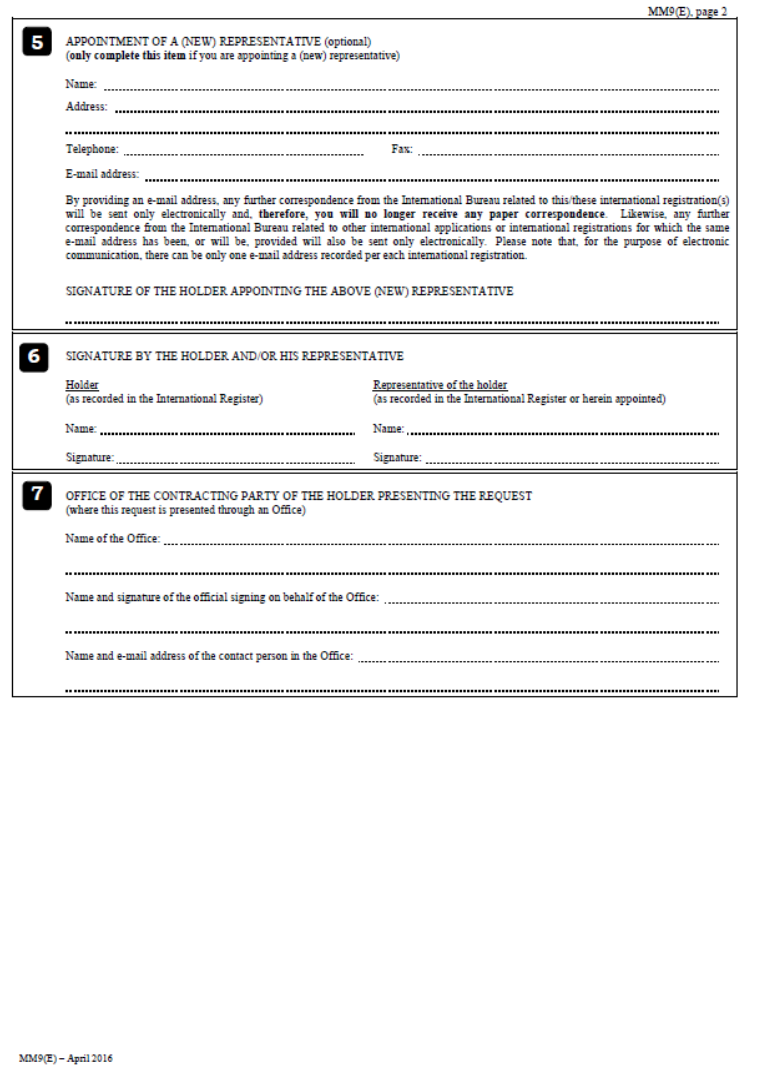 MM9(E), page 2
5 APPOINTMENT OF A (NEW) REPRESENTATIVE (optional)
(only complete this item if you are appointing a (new) representative)
Name:
Address:
Telephone: Fax:
E-mail address:
By providing an e-mail address, any further correspondence from the International Bureau related to this/these international registration(s)
will be sent only electronically and, therefore, you will no longer receive any paper correspondence. Likewise, any further
correspondence from the International Bureau related to other international applications or international registrations for which the same
e-mail address has been, or will be, provided will also be sent only electronically. Please note that, for the purpose of electronic
communication, there can be only one e-mail address recorded per each international registration.
SIGNATURE OF THE HOLDER APPOINTING THE ABOVE (NEW) REPRESENTATIVE
6 SIGNATURE BY THE HOLDER AND/OR HIS REPRESENTATIVE
Holder Representative of the holder
(as recorded in the International Register) (as recorded in the International Register or herein appointed)
Name: Name:
Signature: Signature:
7 OFFICE OF THE CONTRACTING PARTY OF THE HOLDER PRESENTING THE REQUEST
(where this request is presented through an Office)
Name of the Office:
Name and signature of the official signing on behalf of the Office:
Name and e-mail address of the contact person in the Office:
MM9(E) – April 2016